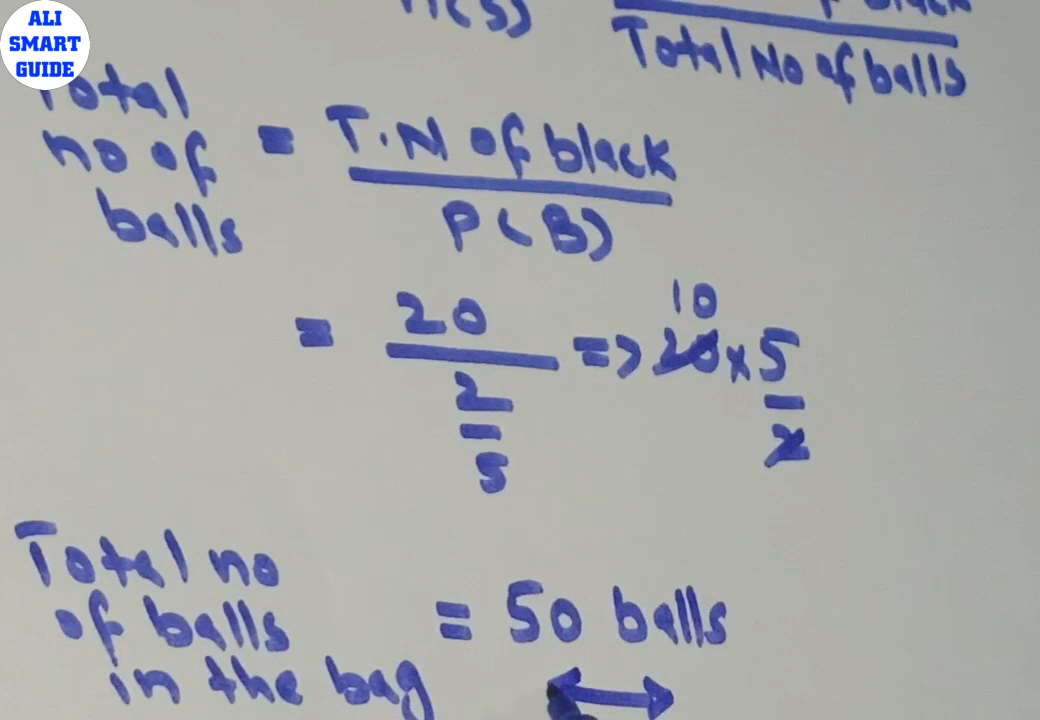 ALI
SMART
GUIDE
n(S)
black
Total No of balls
Total
no of
balls
= T.N of black
P(B)
= 20
2
5
=> 20 x 5
10
2
Total no
of balls
in the bag
= 50 balls